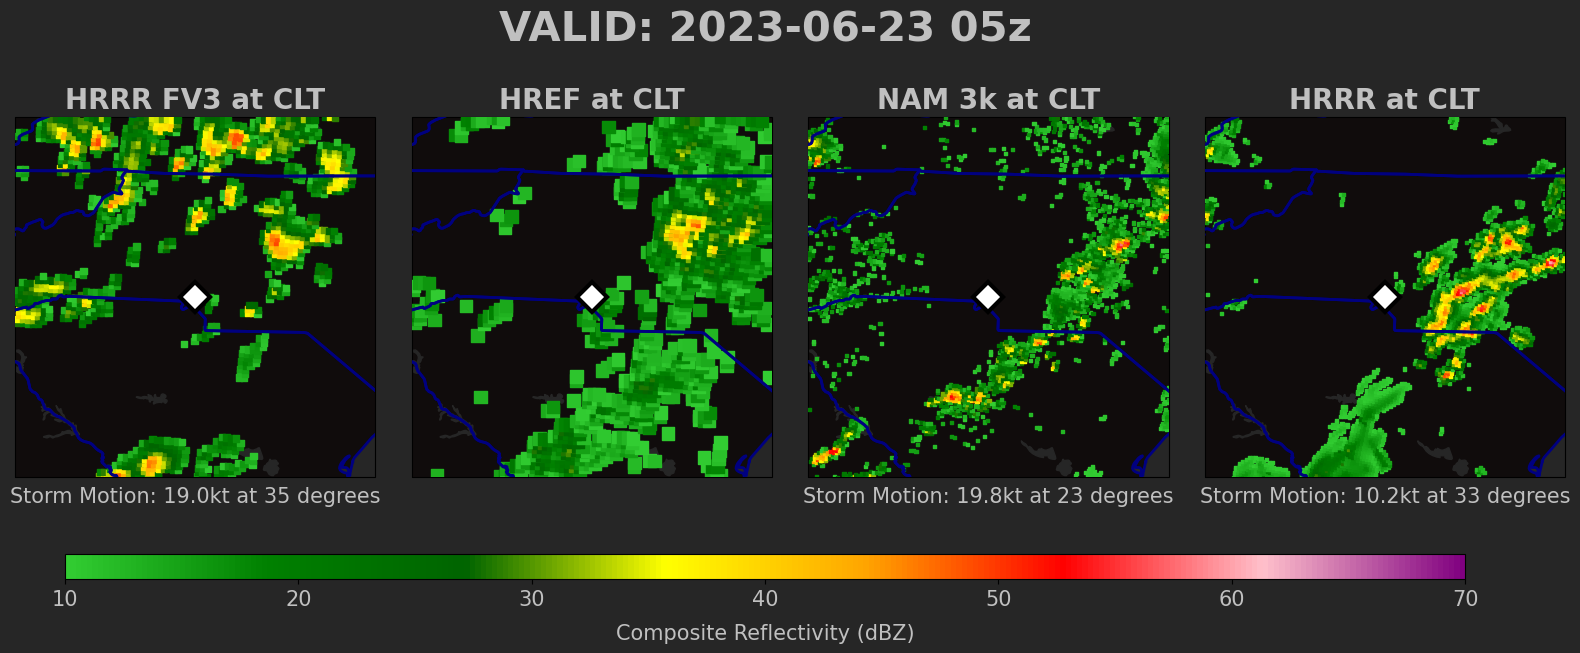 VALID: 2023-06-23 05z
HRRR FV3 at CLT
HREF at CLT
NAM 3k at CLT
HRRR at CLT
Storm Motion: 19.0kt at 35 degrees
Storm Motion: 19.8kt at 23 degrees
Storm Motion: 10.2kt at 33 degrees
10 20 30 40 50 60 70
Composite Reflectivity (dBZ)